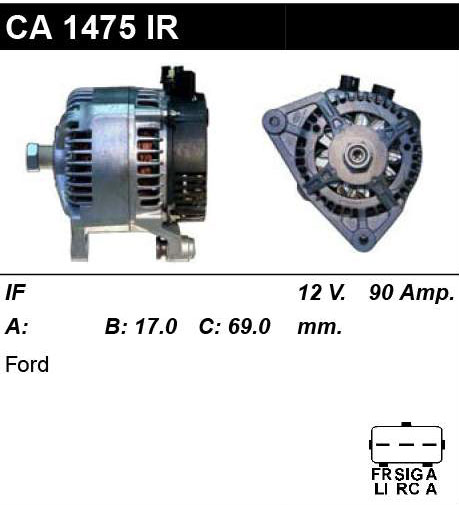 CA 1475 IR
IF 12 V. 90 Amp.
A: B: 17.0 C: 69.0 mm.
Ford
FR SIG A
LI RC A